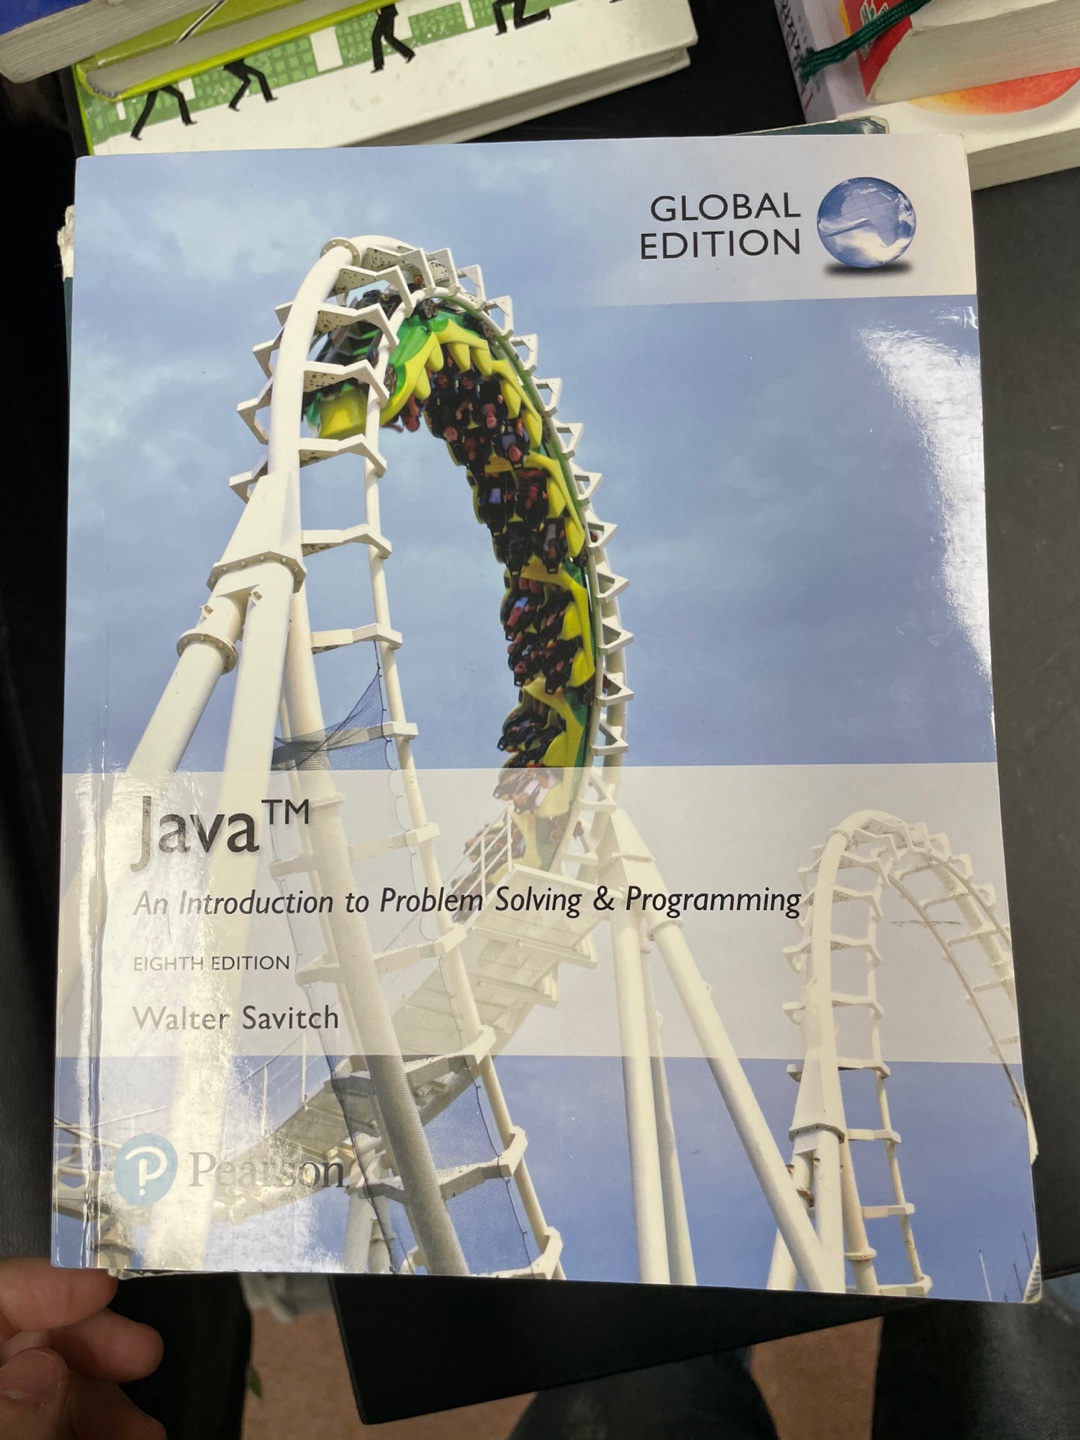 GLOBAL
EDITION
Java™
An Introduction to Problem Solving & Programming
EIGHTH EDITION
Walter Savitch
Pearson